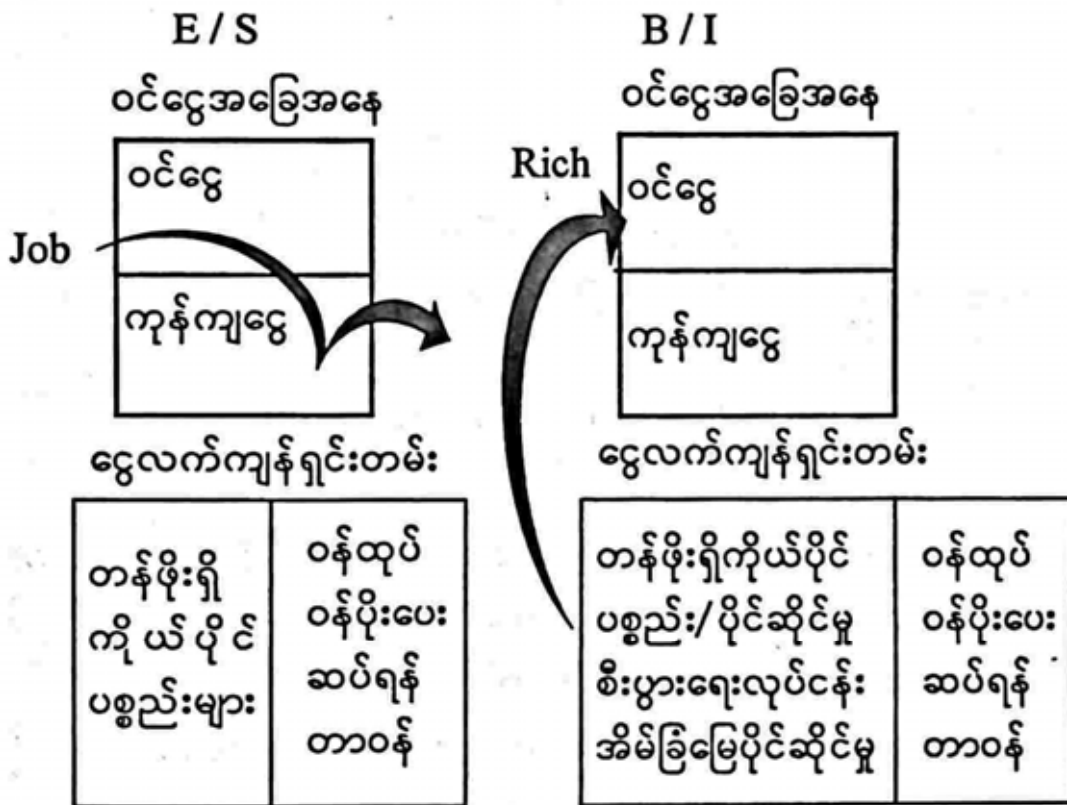 E / S
ဝင်ငွေအခြေအနေ
ဝင်ငွေ
Job
ကုန်ကျငွေ
ငွေလက်ကျန်ရှင်းတမ်း
တန်ဖိုးရှိ
ကိုယ်ပိုင်
ပစ္စည်းများ
ဝန်ထုပ်
ဝန်ပိုးပေး
ဆပ်ရန်
တာဝန်
B / I
ဝင်ငွေအခြေအနေ
Rich
ဝင်ငွေ
ကုန်ကျငွေ
ငွေလက်ကျန်ရှင်းတမ်း
တန်ဖိုးရှိကိုယ်ပိုင်
ပစ္စည်း/ပိုင်ဆိုင်မှု
စီးပွားရေးလုပ်ငန်း
အိမ်ခြံမြေပိုင်ဆိုင်မှု
ဝန်ထုပ်
ဝန်ပိုးပေး
ဆပ်ရန်
တာဝန်